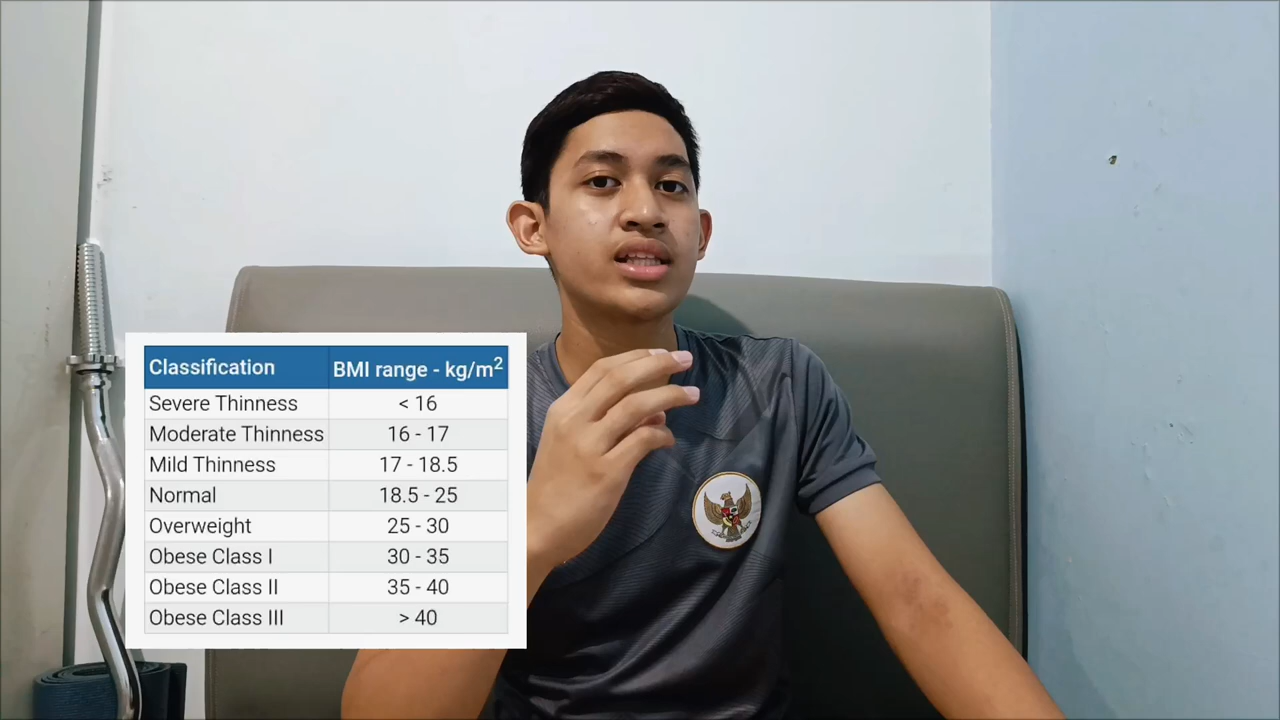 Classification BMI range - kg/m²
Severe Thinness < 16
Moderate Thinness 16 - 17
Mild Thinness 17 - 18.5
Normal 18.5 - 25
Overweight 25 - 30
Obese Class I 30 - 35
Obese Class II 35 - 40
Obese Class III > 40